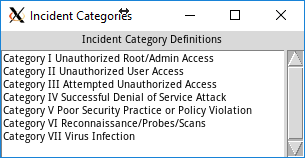 Incident Categories
Incident Category Definitions
Category I Unauthorized Root/Admin Access
Category II Unauthorized User Access
Category III Attempted Unauthorized Access
Category IV Successful Denial of Service Attack
Category V Poor Security Practice or Policy Violation
Category VI Reconnaissance/Probes/Scans
Category VII Virus Infection